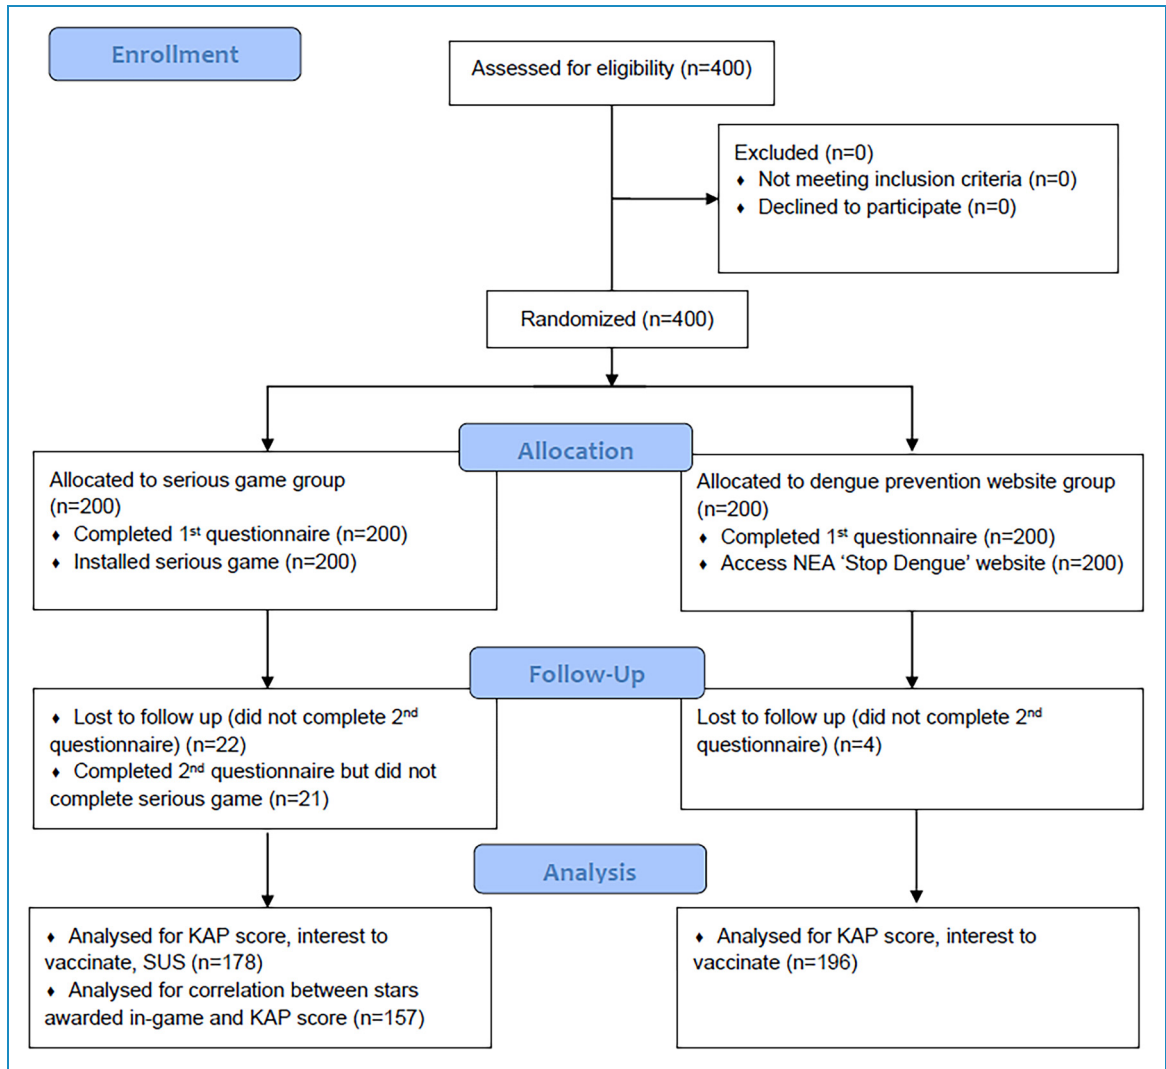 Enrollment
Assessed for eligibility (n=400)
Excluded (n=0)
♦ Not meeting inclusion criteria (n=0)
♦ Declined to participate (n=0)
Randomized (n=400)
Allocation
Allocated to serious game group
(n=200)
♦ Completed 1st questionnaire (n=200)
♦ Installed serious game (n=200)
Allocated to dengue prevention website group
(n=200)
♦ Completed 1st questionnaire (n=200)
♦ Access NEA ‘Stop Dengue’ website (n=200)
Follow-Up
♦ Lost to follow up (did not complete 2nd
questionnaire) (n=22)
♦ Completed 2nd questionnaire but did not
complete serious game (n=21)
Lost to follow up (did not complete 2nd
questionnaire) (n=4)
Analysis
♦ Analysed for KAP score, interest to
vaccinate, SUS (n=178)
♦ Analysed for correlation between stars
awarded in-game and KAP score (n=157)
♦ Analysed for KAP score, interest to
vaccinate (n=196)